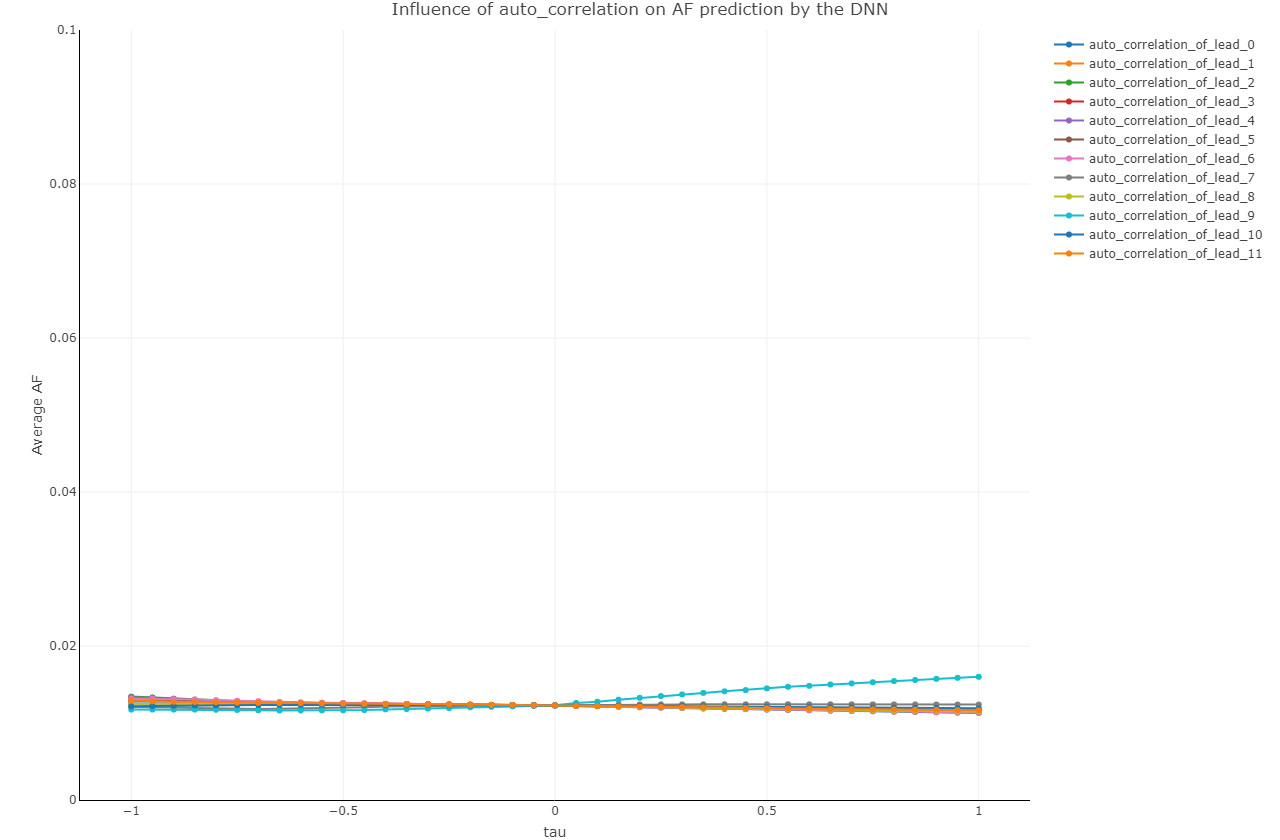 Influence of auto_correlation on AF prediction by the DNN
0.1
0.08
0.06
0.04
0.02
0
Average AF
−1
−0.5
0
0.5
1
tau
auto_correlation_of_lead_0
auto_correlation_of_lead_1
auto_correlation_of_lead_2
auto_correlation_of_lead_3
auto_correlation_of_lead_4
auto_correlation_of_lead_5
auto_correlation_of_lead_6
auto_correlation_of_lead_7
auto_correlation_of_lead_8
auto_correlation_of_lead_9
auto_correlation_of_lead_10
auto_correlation_of_lead_11